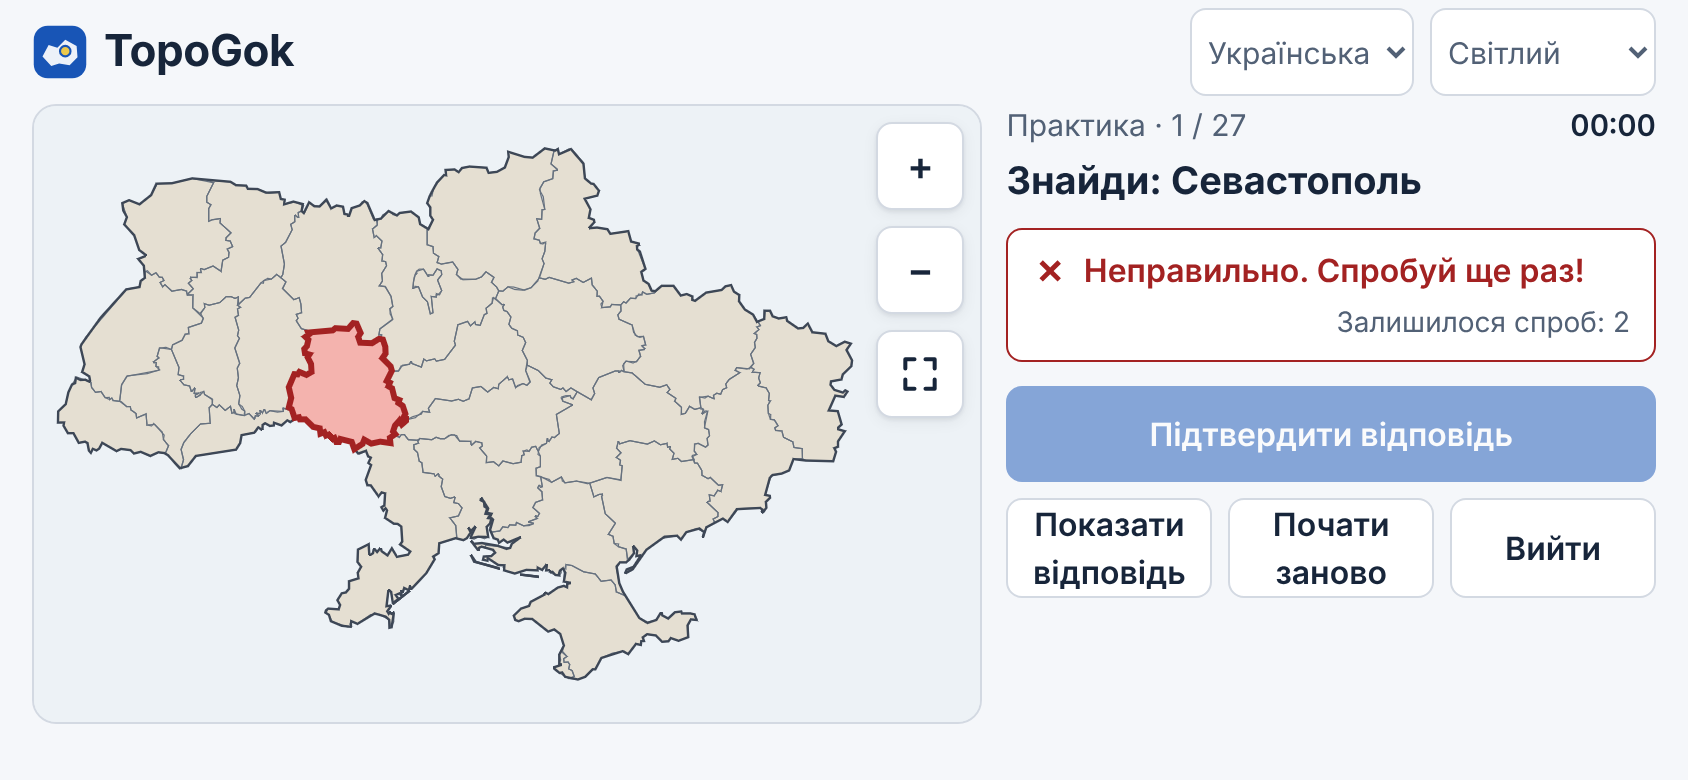 TopoGok
Українська
Світлий
Практика · 1 / 27
00:00
Знайди: Севастополь
Неправильно. Спробуй ще раз!
Залишилося спроб: 2
Підтвердити відповідь
Показати
відповідь
Почати
заново
Вийти